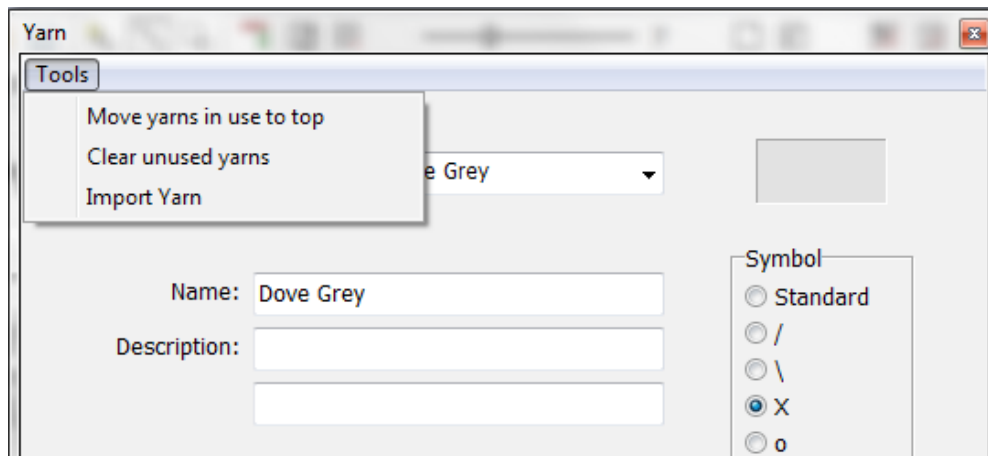 Yarn
Tools
Move yarns in use to top
Clear unused yarns
Import Yarn
e Grey
Symbol
Name: Dove Grey
Standard
Description:
/
\
X
o